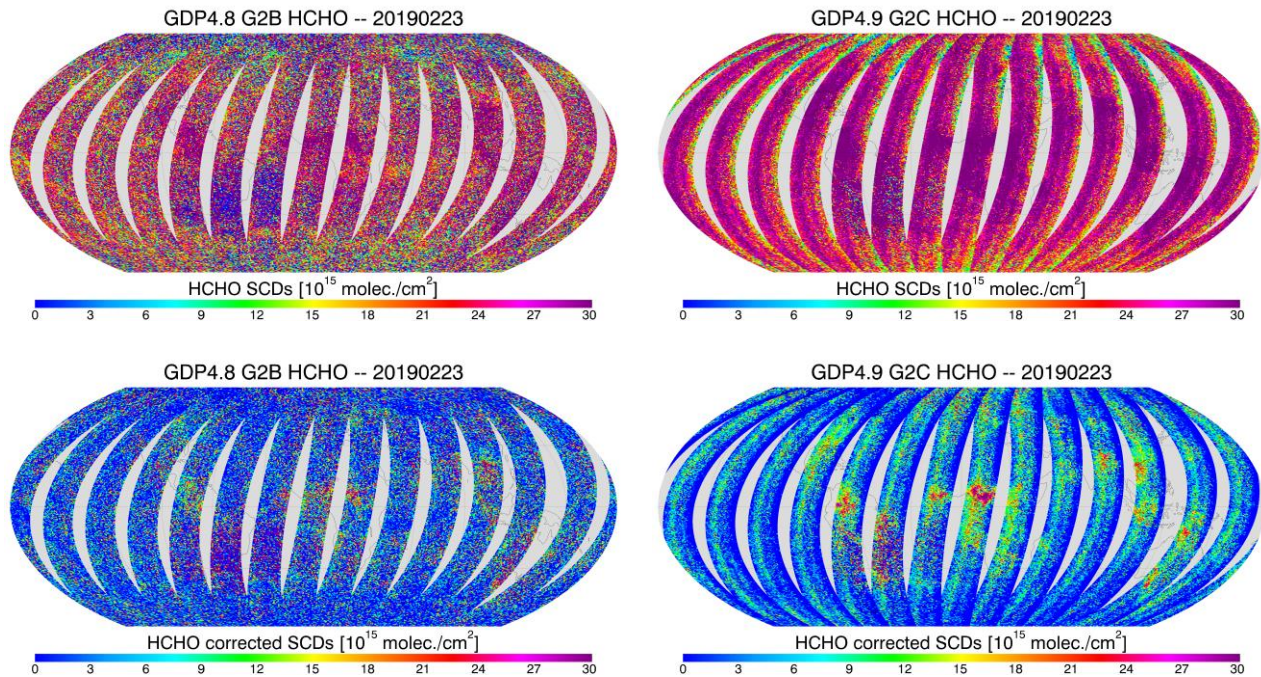 GDP4.8 G2B HCHO -- 20190223
GDP4.9 G2C HCHO -- 20190223
HCHO SCDs [10^15 molec./cm^2]
0 3 6 9 12 15 18 21 24 27 30
HCHO SCDs [10^15 molec./cm^2]
0 3 6 9 12 15 18 21 24 27 30
GDP4.8 G2B HCHO -- 20190223
GDP4.9 G2C HCHO -- 20190223
HCHO corrected SCDs [10^15 molec./cm^2]
0 3 6 9 12 15 18 21 24 27 30
HCHO corrected SCDs [10^15 molec./cm^2]
0 3 6 9 12 15 18 21 24 27 30